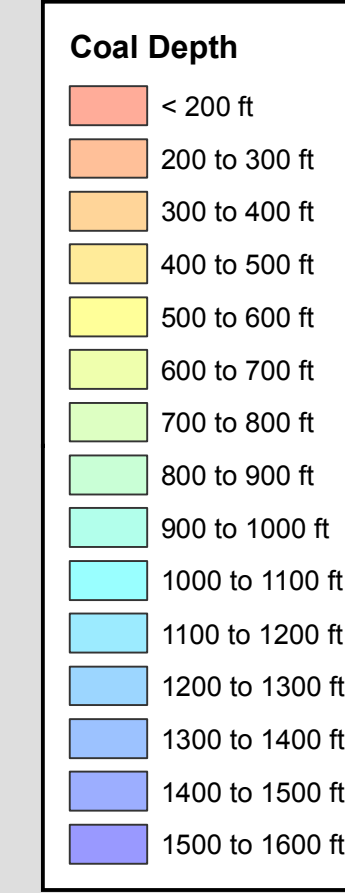 Coal Depth
< 200 ft
200 to 300 ft
300 to 400 ft
400 to 500 ft
500 to 600 ft
600 to 700 ft
700 to 800 ft
800 to 900 ft
900 to 1000 ft
1000 to 1100 ft
1100 to 1200 ft
1200 to 1300 ft
1300 to 1400 ft
1400 to 1500 ft
1500 to 1600 ft